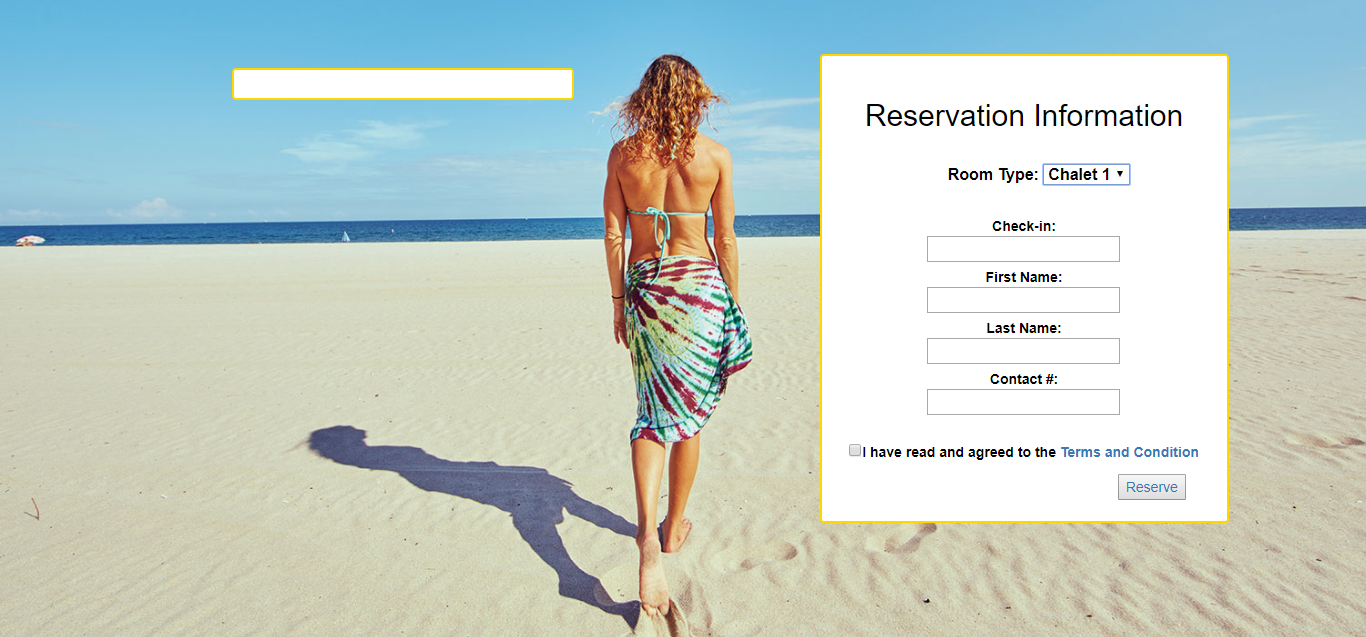 Reservation Information
Room Type: Chalet 1 ▾
Check-in:
First Name:
Last Name:
Contact #:
I have read and agreed to the Terms and Condition
Reserve